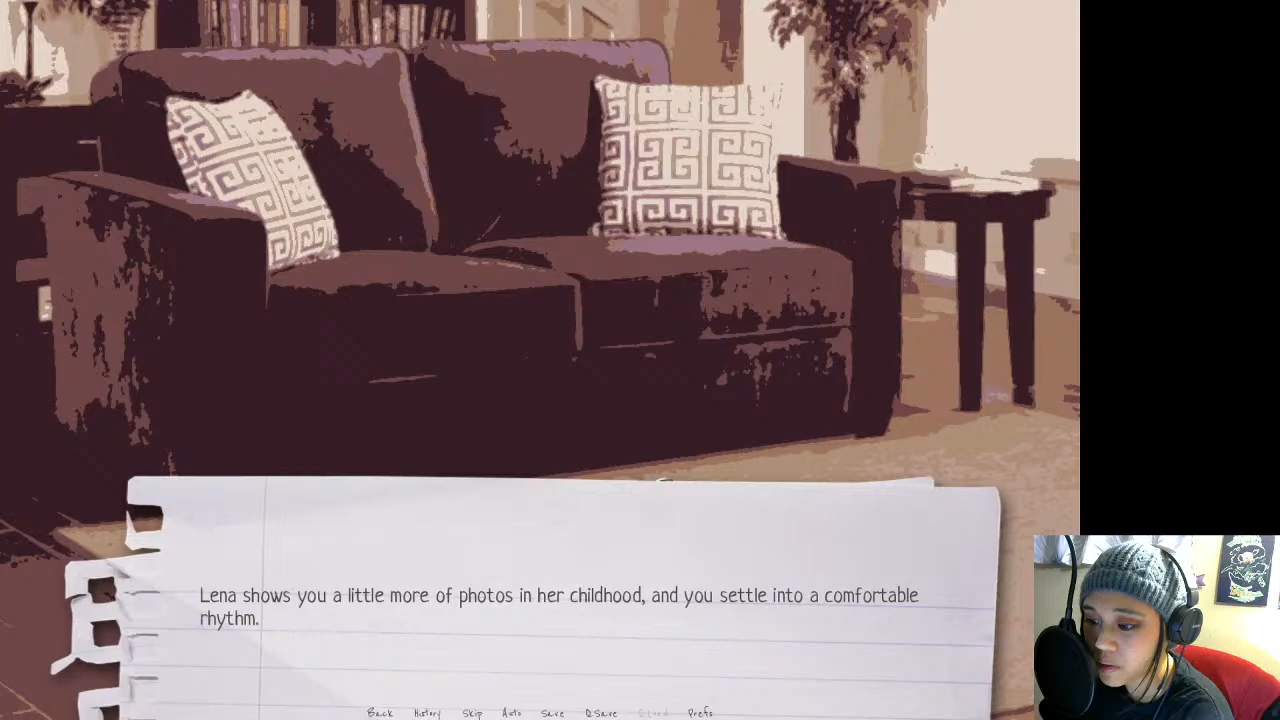 Lena shows you a little more of photos in her childhood, and you settle into a comfortable
rhythm.
Back History Skip Auto Save Q.Save Q.Load Prefs